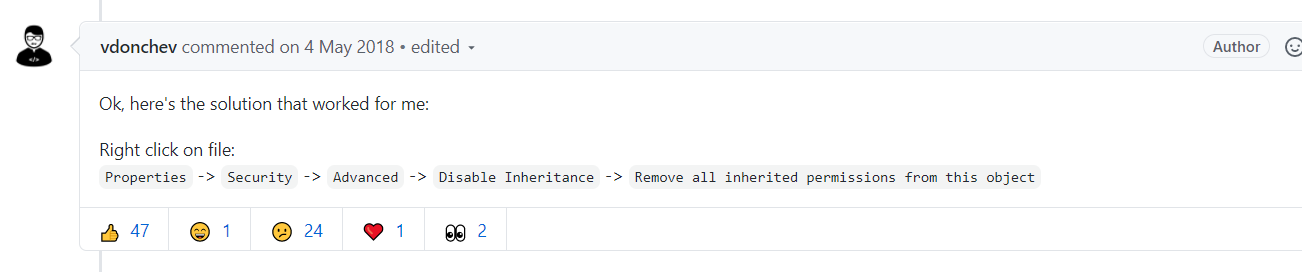 vdonchev commented on 4 May 2018 • edited
Author
Ok, here's the solution that worked for me:
Right click on file:
Properties -> Security -> Advanced -> Disable Inheritance -> Remove all inherited permissions from this object
47 1 24 1 2